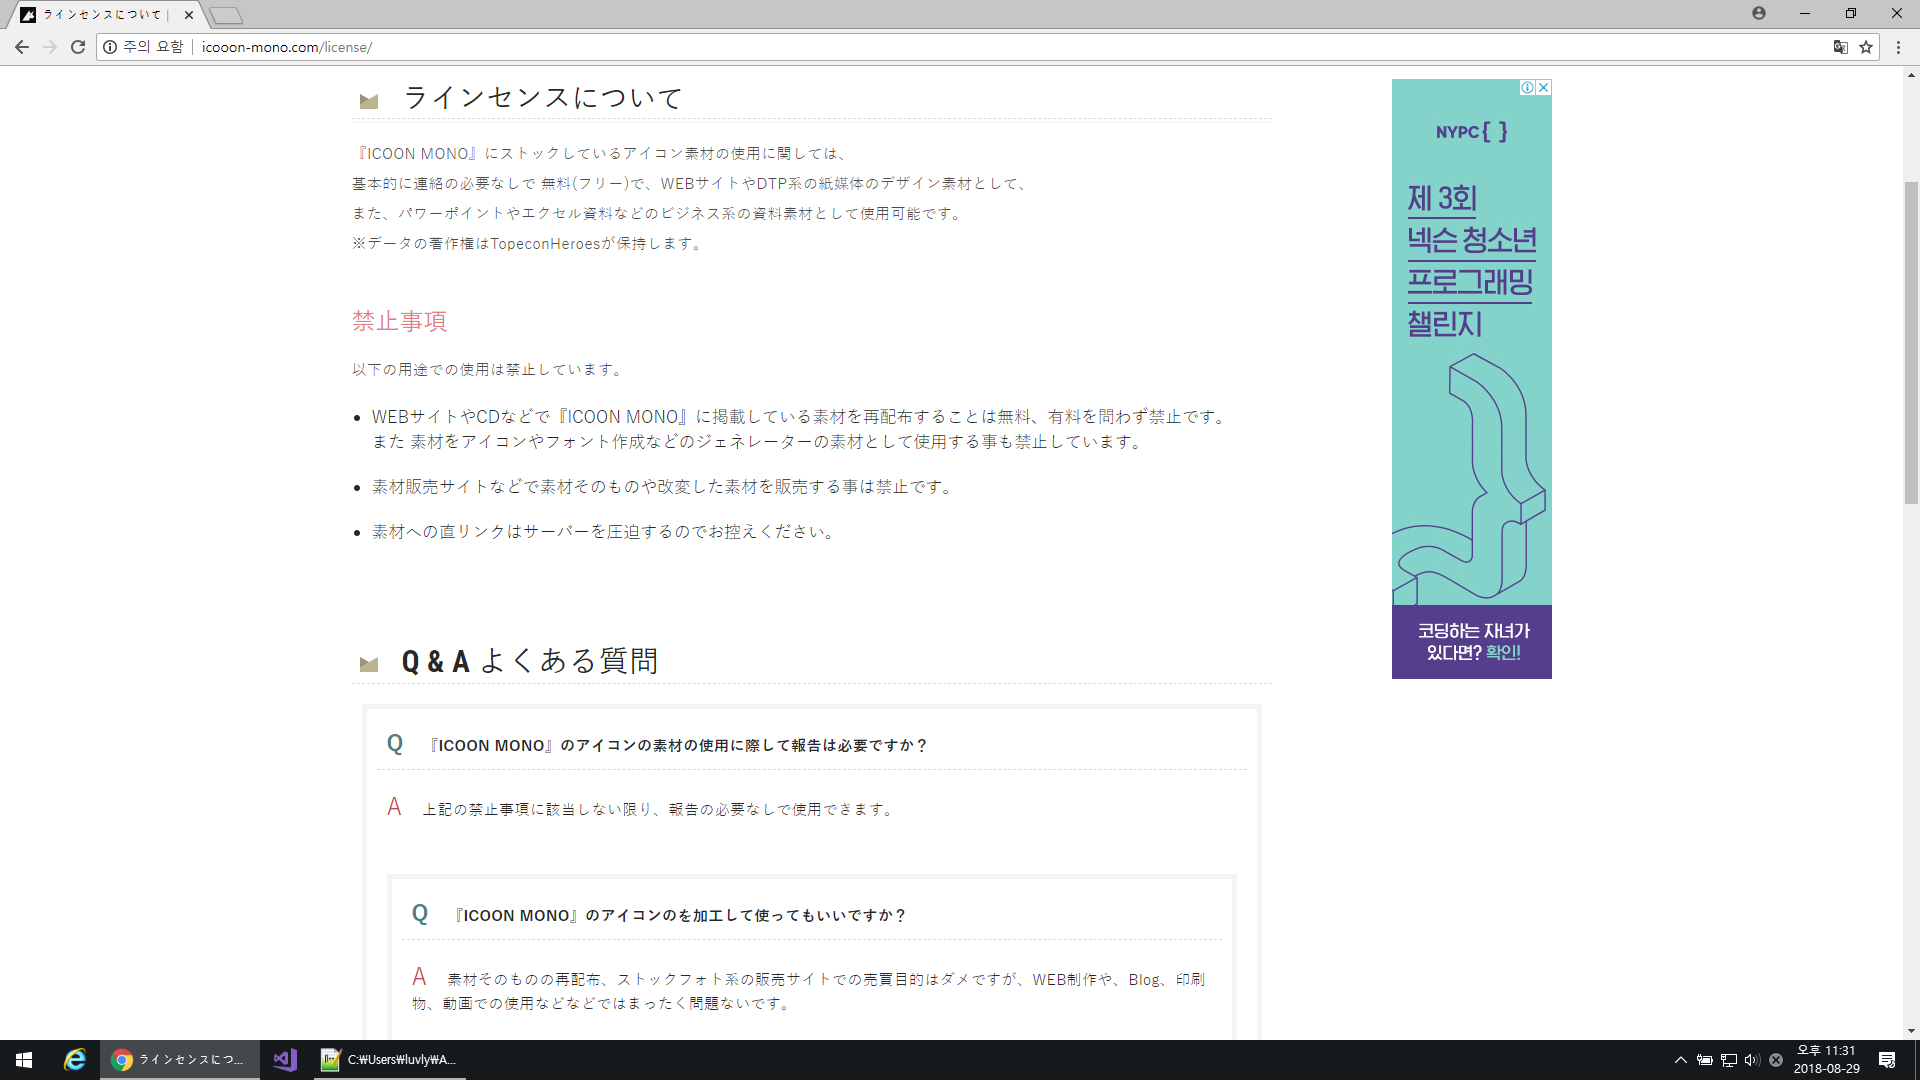 ラインセンスについて |
주의 요함
icooon-mono.com/license/
ラインセンスについて
『ICOON MONO』にストックしているアイコン素材の使用に関しては、
基本的に連絡の必要なしで 無料(フリー)で、WEBサイトやDTP系の紙媒体のデザイン素材として、
また、パワーポイントやエクセル資料などのビジネス系の資料素材として使用可能です。
※データの著作権はTopeconHeroesが保持します。
禁止事項
以下の用途での使用は禁止しています。
WEBサイトやCDなどで『ICOON MONO』に掲載している素材を再配布することは無料、有料を問わず禁止です。
また 素材をアイコンやフォント作成などのジェネレーターの素材として使用する事も禁止しています。
素材販売サイトなどで素材そのものや改変した素材を販売する事は禁止です。
素材への直リンクはサーバーを圧迫するのでお控えください。
Q & A よくある質問
Q 『ICOON MONO』のアイコンの素材の使用に際して報告は必要ですか？
A 上記の禁止事項に該当しない限り、報告の必要なしで使用できます。
Q 『ICOON MONO』のアイコンのを加工して使ってもいいですか？
A 素材そのものの再配布、ストックフォト系の販売サイトでの売買目的はダメですが、WEB制作や、Blog、印刷
物、動画での使用などなどではまったく問題ないです。
NYPC{ }
제 3회
넥슨 청소년
프로그래밍
챌린지
코딩하는 자녀가
있다면? 확인!
ラインセンスにつ...
C:₩Users₩luvly₩A...
오후 11:31
2018-08-29